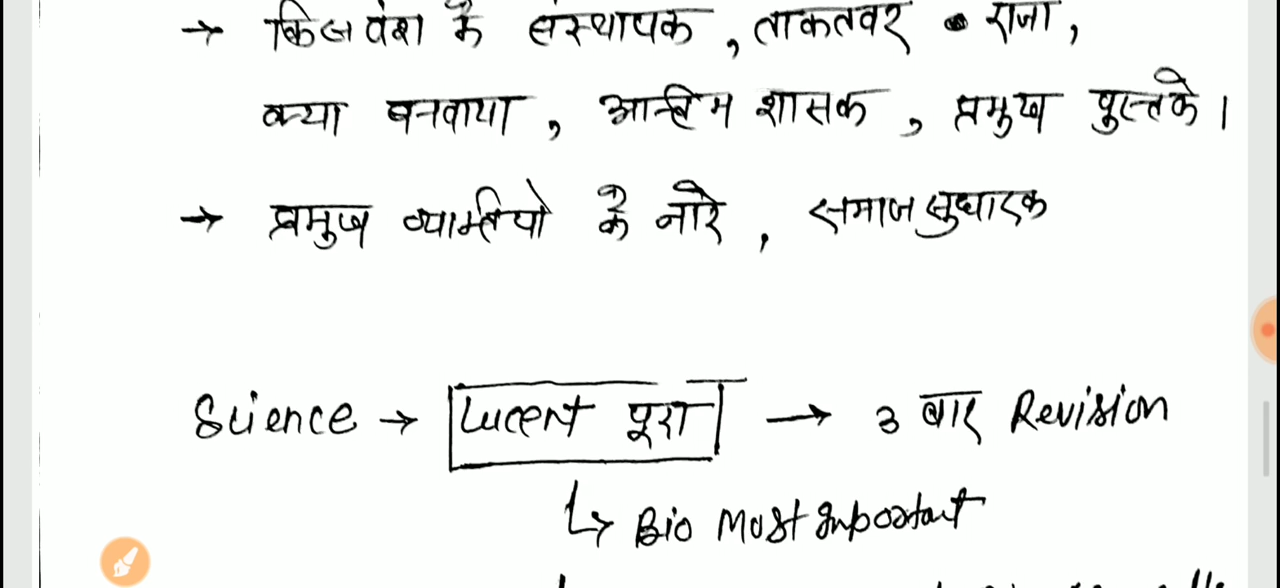 → किस वंश के संस्थापक, ताकतवर राजा,
क्या बनवाया, अन्तिम शासक, प्रमुख पुस्तके।
→ प्रमुख व्यक्तियो के नारे, समाज सुधारक
Science → Lucent पूरा → 3 बार Revision
↳ Bio Most Important